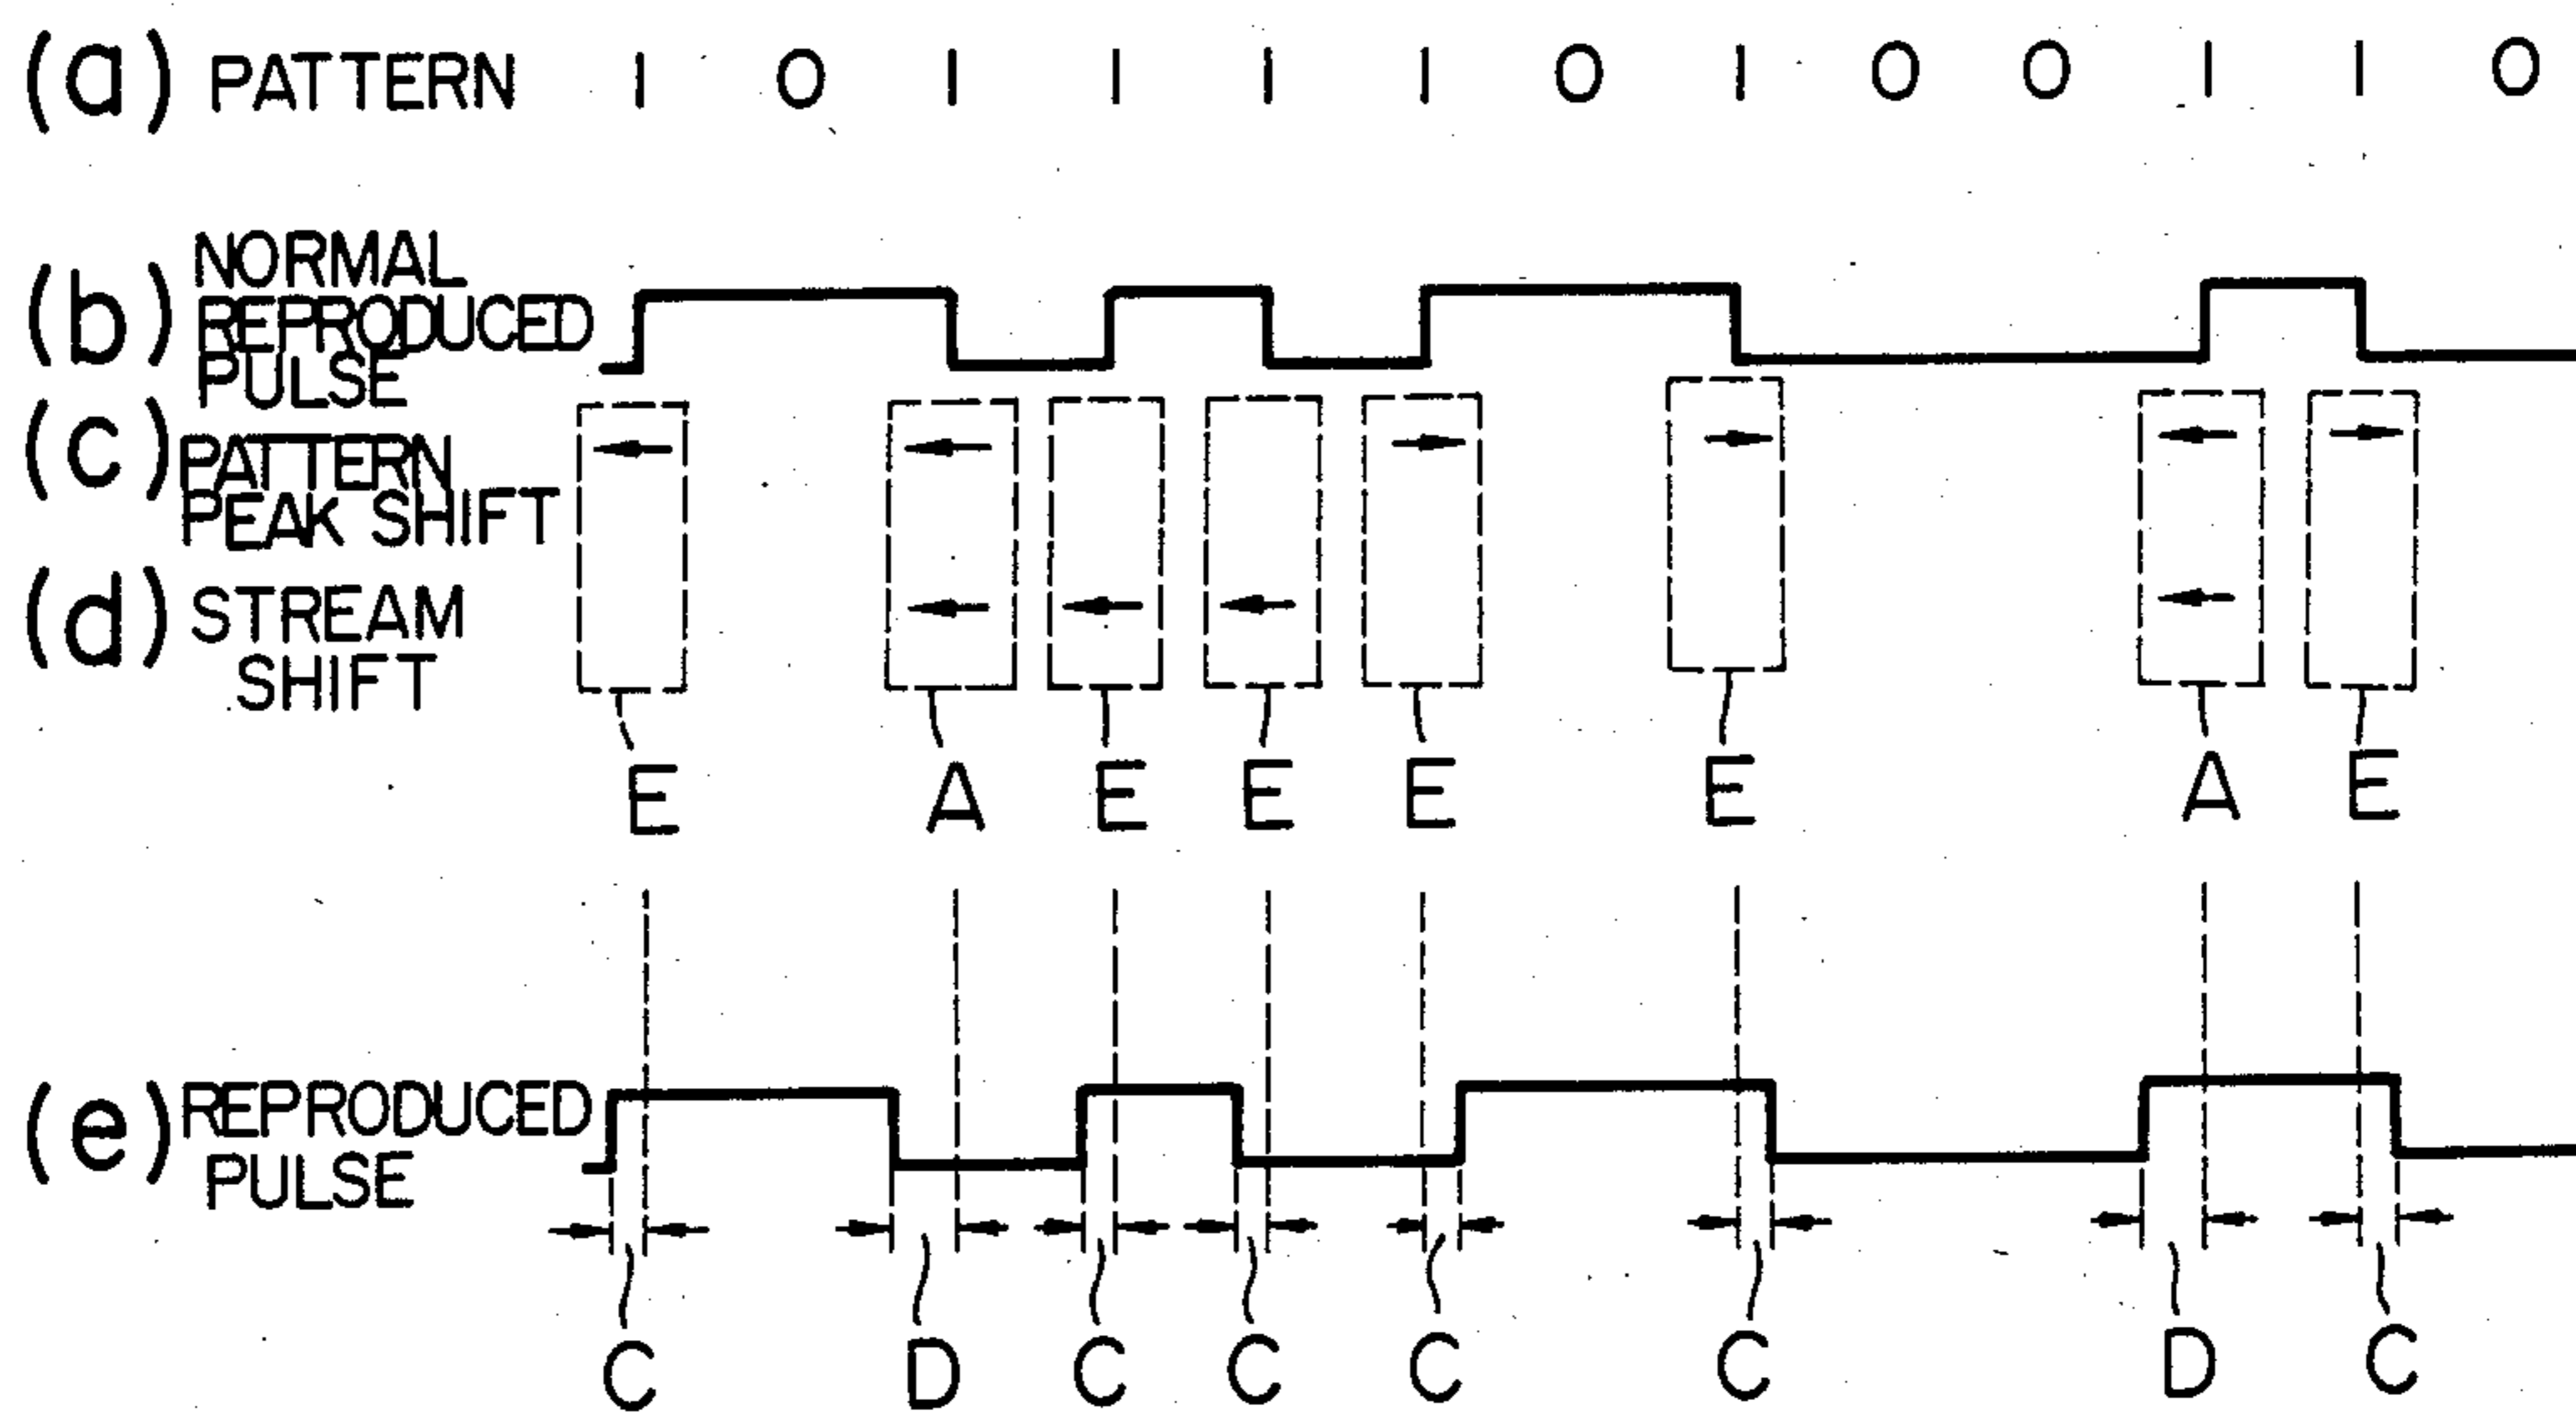 (a) PATTERN 1 0 1 1 1 1 0 1 0 0 1 1 0
(b) NORMAL
REPRODUCED
PULSE
(c) PATTERN
PEAK SHIFT
(d) STREAM
SHIFT
E A E E E E A E
(e) REPRODUCED
PULSE
C D C C C C D C